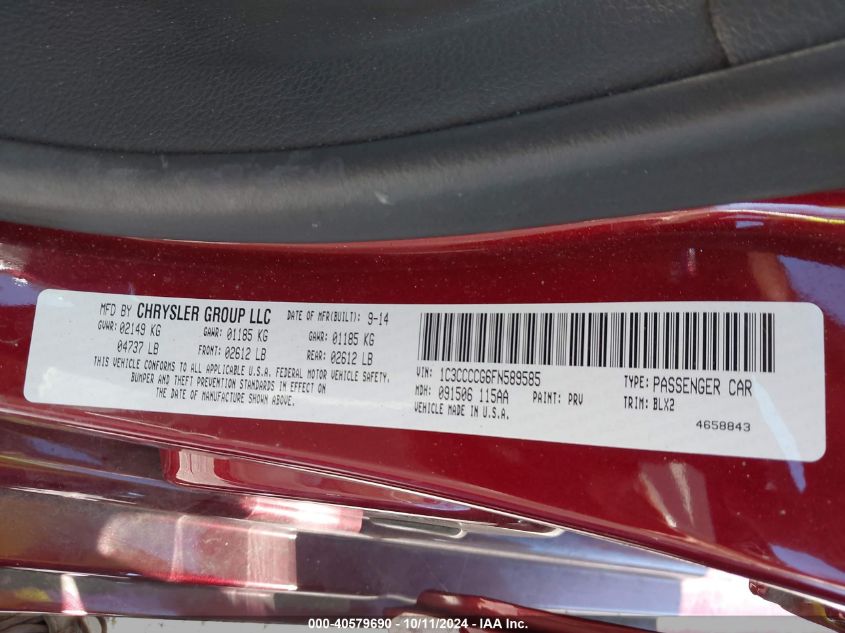 MFD BY CHRYSLER GROUP LLC DATE OF MFR(BUILT): 9-14
GVWR: 02149 KG GAWR: 01185 KG GAWR: 01185 KG
04737 LB FRONT: 02612 LB REAR: 02612 LB
THIS VEHICLE CONFORMS TO ALL APPLICABLE U.S.A. FEDERAL MOTOR VEHICLE SAFETY,
BUMPER AND THEFT PREVENTION STANDARDS IN EFFECT ON
THE DATE OF MANUFACTURE SHOWN ABOVE.
VIN: 1C3CCCCG6FN589585 TYPE: PASSENGER CAR
MDH: 091506 115AA PAINT: PRV TRIM: BLX2
VEHICLE MADE IN U.S.A.
4658843
000-40579690 - 10/11/2024 - IAA Inc.